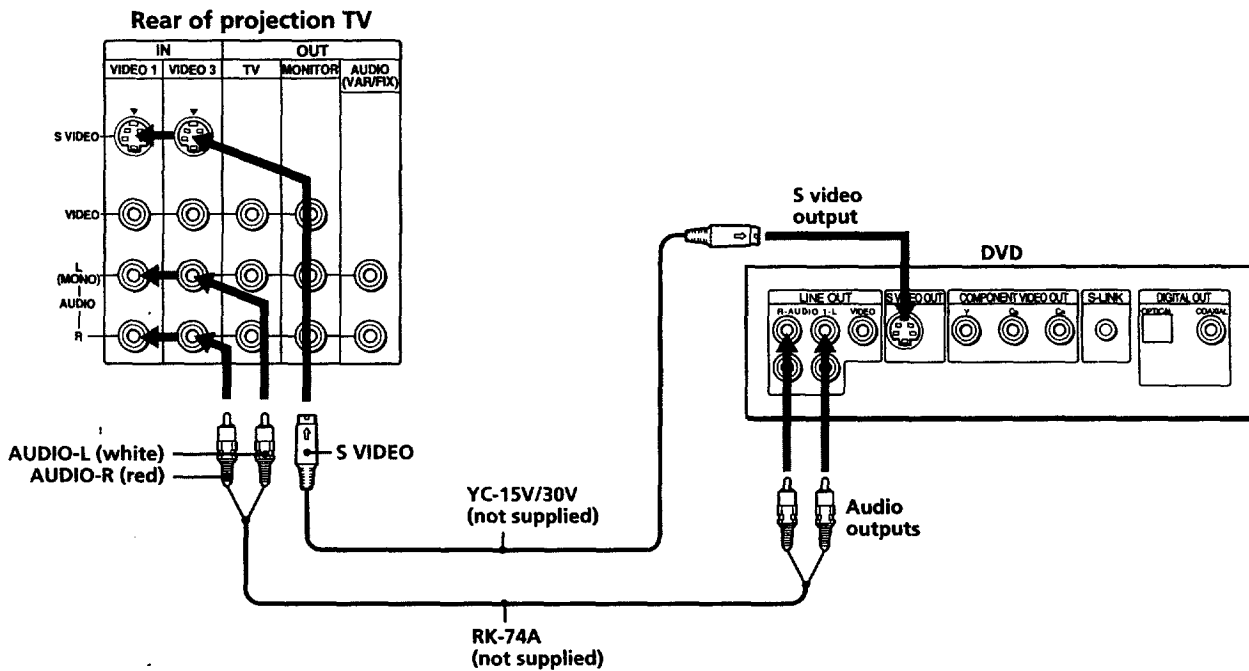 Rear of projection TV
IN OUT
VIDEO 1 VIDEO 3 TV MONITOR AUDIO
(VAR/FIX)
S VIDEO
VIDEO
L
(MONO)
AUDIO
R
AUDIO-L (white)
AUDIO-R (red)
S VIDEO
YC-15V/30V
(not supplied)
RK-74A
(not supplied)
S video
output
DVD
LINE OUT S VIDEO OUT COMPONENT VIDEO OUT S-LINK DIGITAL OUT
R-AUDIO 1-L VIDEO Y CB CR OPTICAL COAXIAL
Audio
outputs